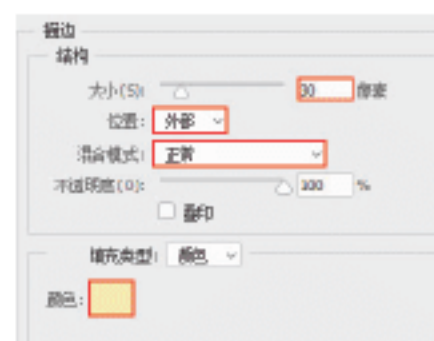 描边
结构
大小(S): 30 像素
位置: 外部
混合模式: 正常
不透明度(O): 100 %
叠印
填充类型: 颜色
颜色: